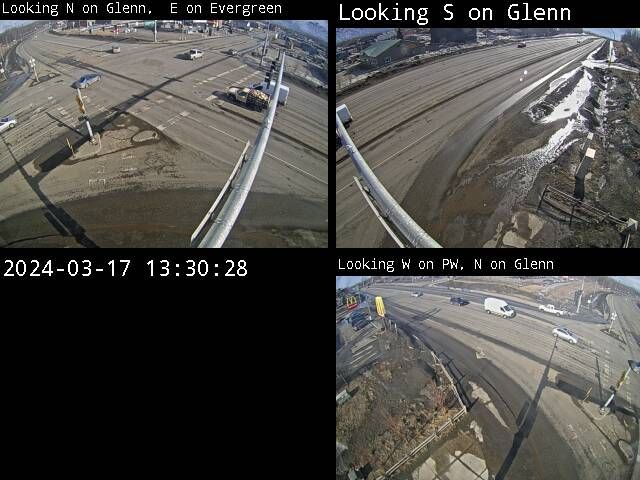 Looking N on Glenn,  E on Evergreen
Looking S on Glenn
2024-03-17 13:30:28
Looking W on PW, N on Glenn